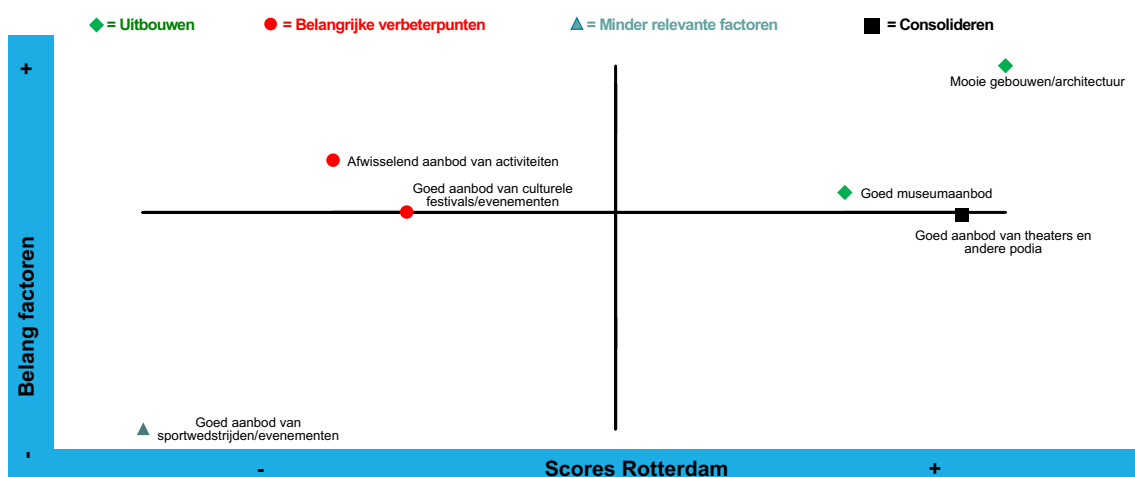 = Uitbouwen
= Belangrijke verbeterpunten
= Minder relevante factoren
= Consolideren
+
Mooie gebouwen/architectuur
Afwisselend aanbod van activiteiten
Goed aanbod van culturele
festivals/evenementen
Goed museumaanbod
Goed aanbod van theaters en
andere podia
Belang factoren
Goed aanbod van
sportwedstrijden/evenementen
-
-
Scores Rotterdam
+